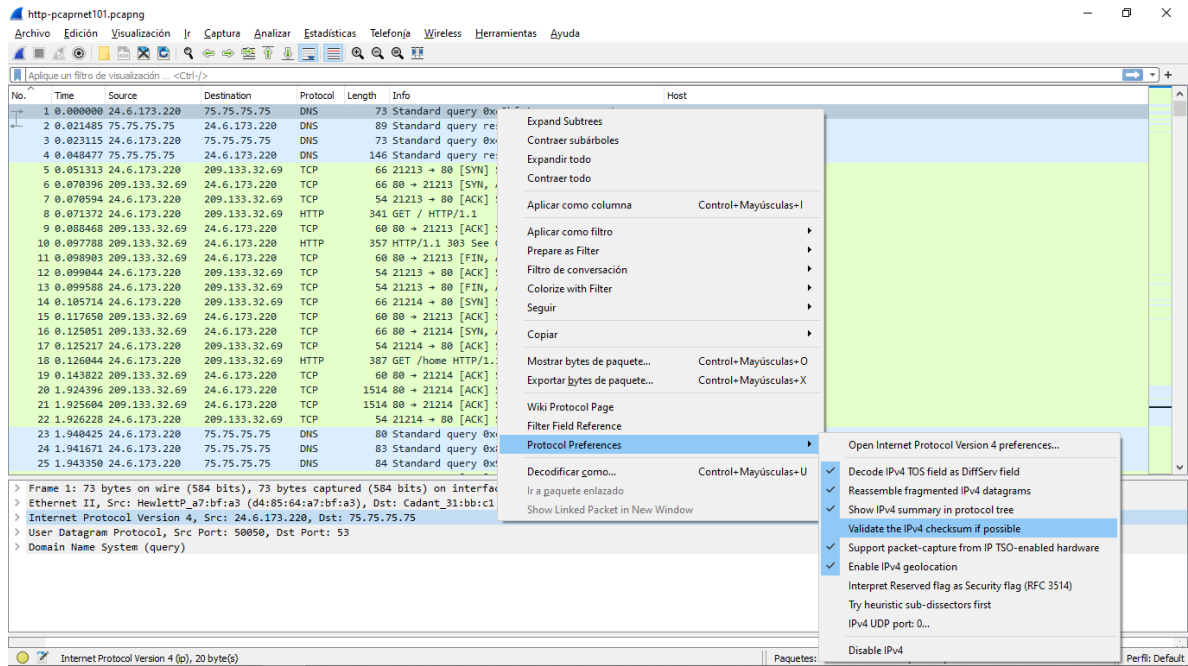 http-pcaprnet101.pcapng
Archivo Edición Visualización Ir Captura Analizar Estadísticas Telefonía Wireless Herramientas Ayuda
Aplique un filtro de visualización ... <Ctrl-/>
No. Time Source Destination Protocol Length Info Host
1 0.000000 24.6.173.220 75.75.75.75 DNS 73 Standard query
2 0.021485 75.75.75.75 24.6.173.220 DNS 89 Standard query re
3 0.023115 24.6.173.220 75.75.75.75 DNS 73 Standard query
4 0.048477 75.75.75.75 24.6.173.220 DNS 146 Standard query re
5 0.051313 24.6.173.220 209.133.32.69 TCP 66 21213 → 80 [SYN]
6 0.070396 209.133.32.69 24.6.173.220 TCP 66 80 → 21213 [SYN,
7 0.070594 24.6.173.220 209.133.32.69 TCP 54 21213 → 80 [ACK]
8 0.071372 24.6.173.220 209.133.32.69 HTTP 341 GET / HTTP/1.1
9 0.088468 209.133.32.69 24.6.173.220 TCP 60 80 → 21213 [ACK]
10 0.097788 209.133.32.69 24.6.173.220 HTTP 357 HTTP/1.1 303 See
11 0.098903 209.133.32.69 24.6.173.220 TCP 60 80 → 21213 [FIN,
12 0.099044 24.6.173.220 209.133.32.69 TCP 54 21213 → 80 [ACK]
13 0.099588 24.6.173.220 209.133.32.69 TCP 54 21213 → 80 [FIN,
14 0.105714 24.6.173.220 209.133.32.69 TCP 66 21214 → 80 [SYN]
15 0.117650 209.133.32.69 24.6.173.220 TCP 60 80 → 21213 [ACK]
16 0.125051 209.133.32.69 24.6.173.220 TCP 66 80 → 21214 [SYN,
17 0.125217 24.6.173.220 209.133.32.69 TCP 54 21214 → 80 [ACK]
18 0.126044 24.6.173.220 209.133.32.69 HTTP 387 GET /home HTTP/1.
19 0.143822 209.133.32.69 24.6.173.220 TCP 60 80 → 21214 [ACK]
20 1.924396 209.133.32.69 24.6.173.220 TCP 1514 80 → 21214 [ACK]
21 1.925604 209.133.32.69 24.6.173.220 TCP 1514 80 → 21214 [ACK]
22 1.926228 24.6.173.220 209.133.32.69 TCP 54 21214 → 80 [ACK]
23 1.940425 24.6.173.220 75.75.75.75 DNS 80 Standard query
24 1.941671 24.6.173.220 75.75.75.75 DNS 83 Standard query
25 1.943350 24.6.173.220 75.75.75.75 DNS 84 Standard query
Frame 1: 73 bytes on wire (584 bits), 73 bytes captured (584 bits) on interfac
Ethernet II, Src: HewlettP_a7:bf:a3 (d4:85:64:a7:bf:a3), Dst: Cadant_31:bb:c1
Internet Protocol Version 4, Src: 24.6.173.220, Dst: 75.75.75.75
User Datagram Protocol, Src Port: 50050, Dst Port: 53
Domain Name System (query)
Expand Subtrees
Contraer subárboles
Expandir todo
Contraer todo
Aplicar como columna Control+Mayúsculas+I
Aplicar como filtro
Prepare as Filter
Filtro de conversación
Colorize with Filter
Seguir
Copiar
Mostrar bytes de paquete... Control+Mayúsculas+O
Exportar bytes de paquete... Control+Mayúsculas+X
Wiki Protocol Page
Filter Field Reference
Protocol Preferences
Decodificar como... Control+Mayúsculas+U
Ir a paquete enlazado
Show Linked Packet in New Window
Open Internet Protocol Version 4 preferences...
Decode IPv4 TOS field as DiffServ field
Reassemble fragmented IPv4 datagrams
Show IPv4 summary in protocol tree
Validate the IPv4 checksum if possible
Support packet-capture from IP TSO-enabled hardware
Enable IPv4 geolocation
Interpret Reserved flag as Security flag (RFC 3514)
Try heuristic sub-dissectors first
IPv4 UDP port: 0...
Disable IPv4
Internet Protocol Version 4 (ip), 20 byte(s) Paquetes: Perfil: Default